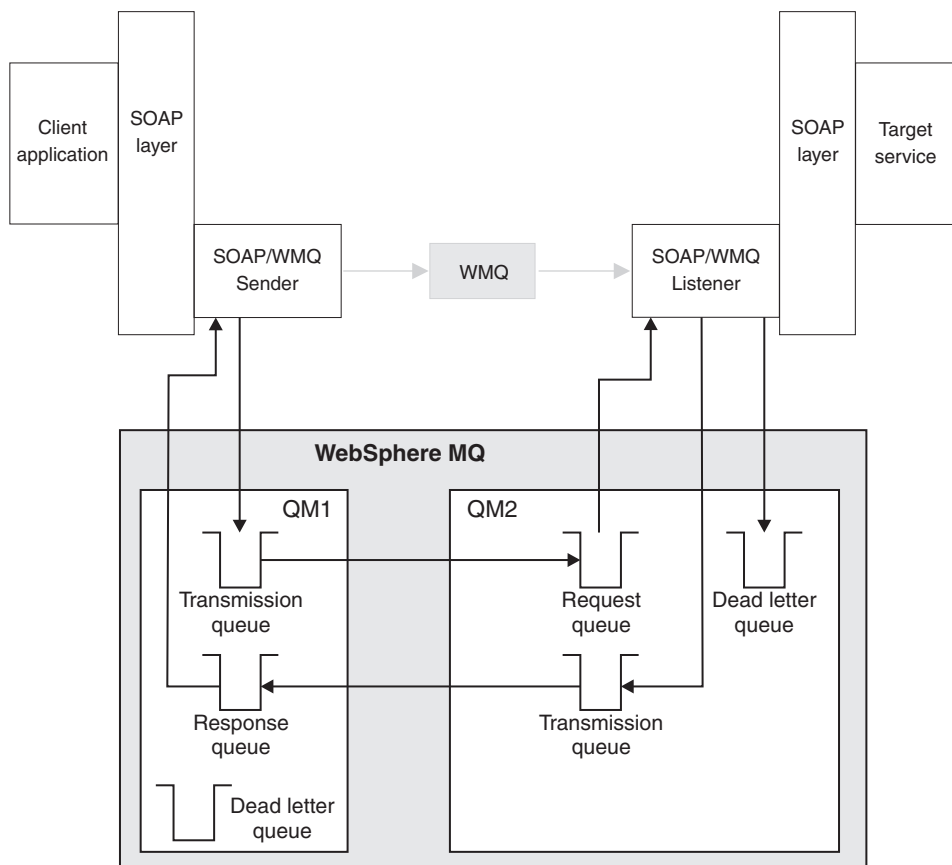 Client
application
SOAP
layer
SOAP
layer
Target
service
SOAP/WMQ
Sender
WMQ
SOAP/WMQ
Listener
WebSphere MQ
QM1
QM2
Transmission
queue
Request
queue
Dead letter
queue
Response
queue
Transmission
queue
Dead letter
queue